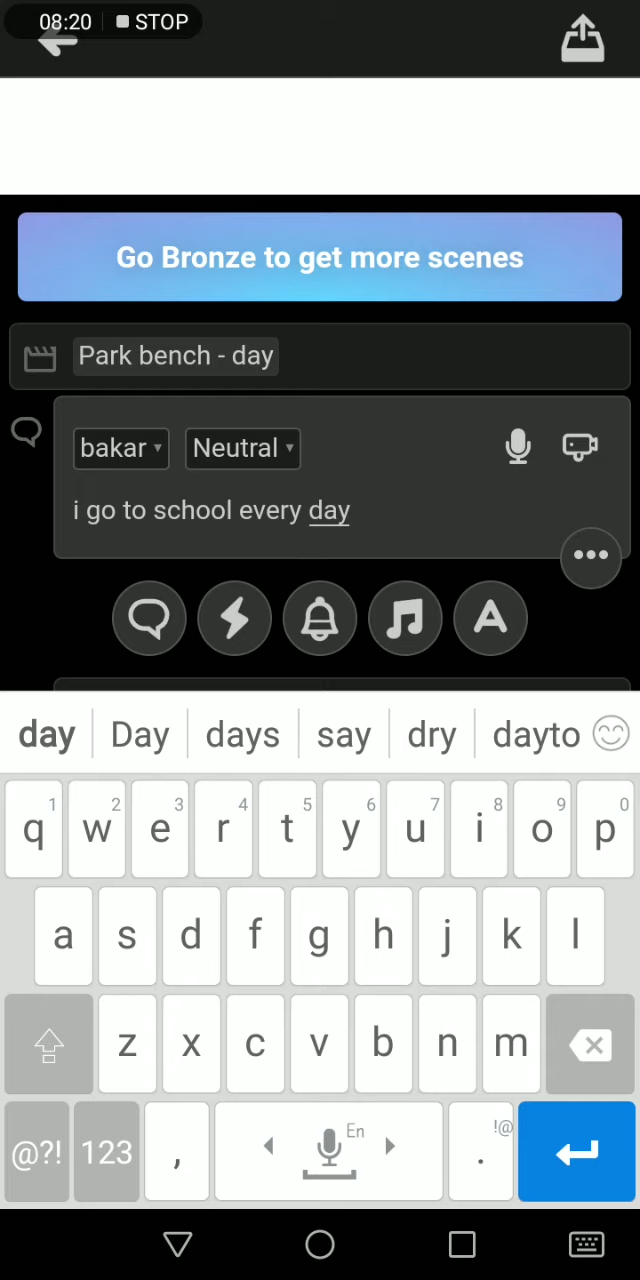 08:20 STOP
Go Bronze to get more scenes
Park bench - day
bakar Neutral
i go to school every day
day Day days say dry dayto
q 1 w 2 e 3 r 4 t 5 y 6 u 7 i 8 o 9 p 0
a s d f g h j k l
z x c v b n m
@?! 123 , En . !@